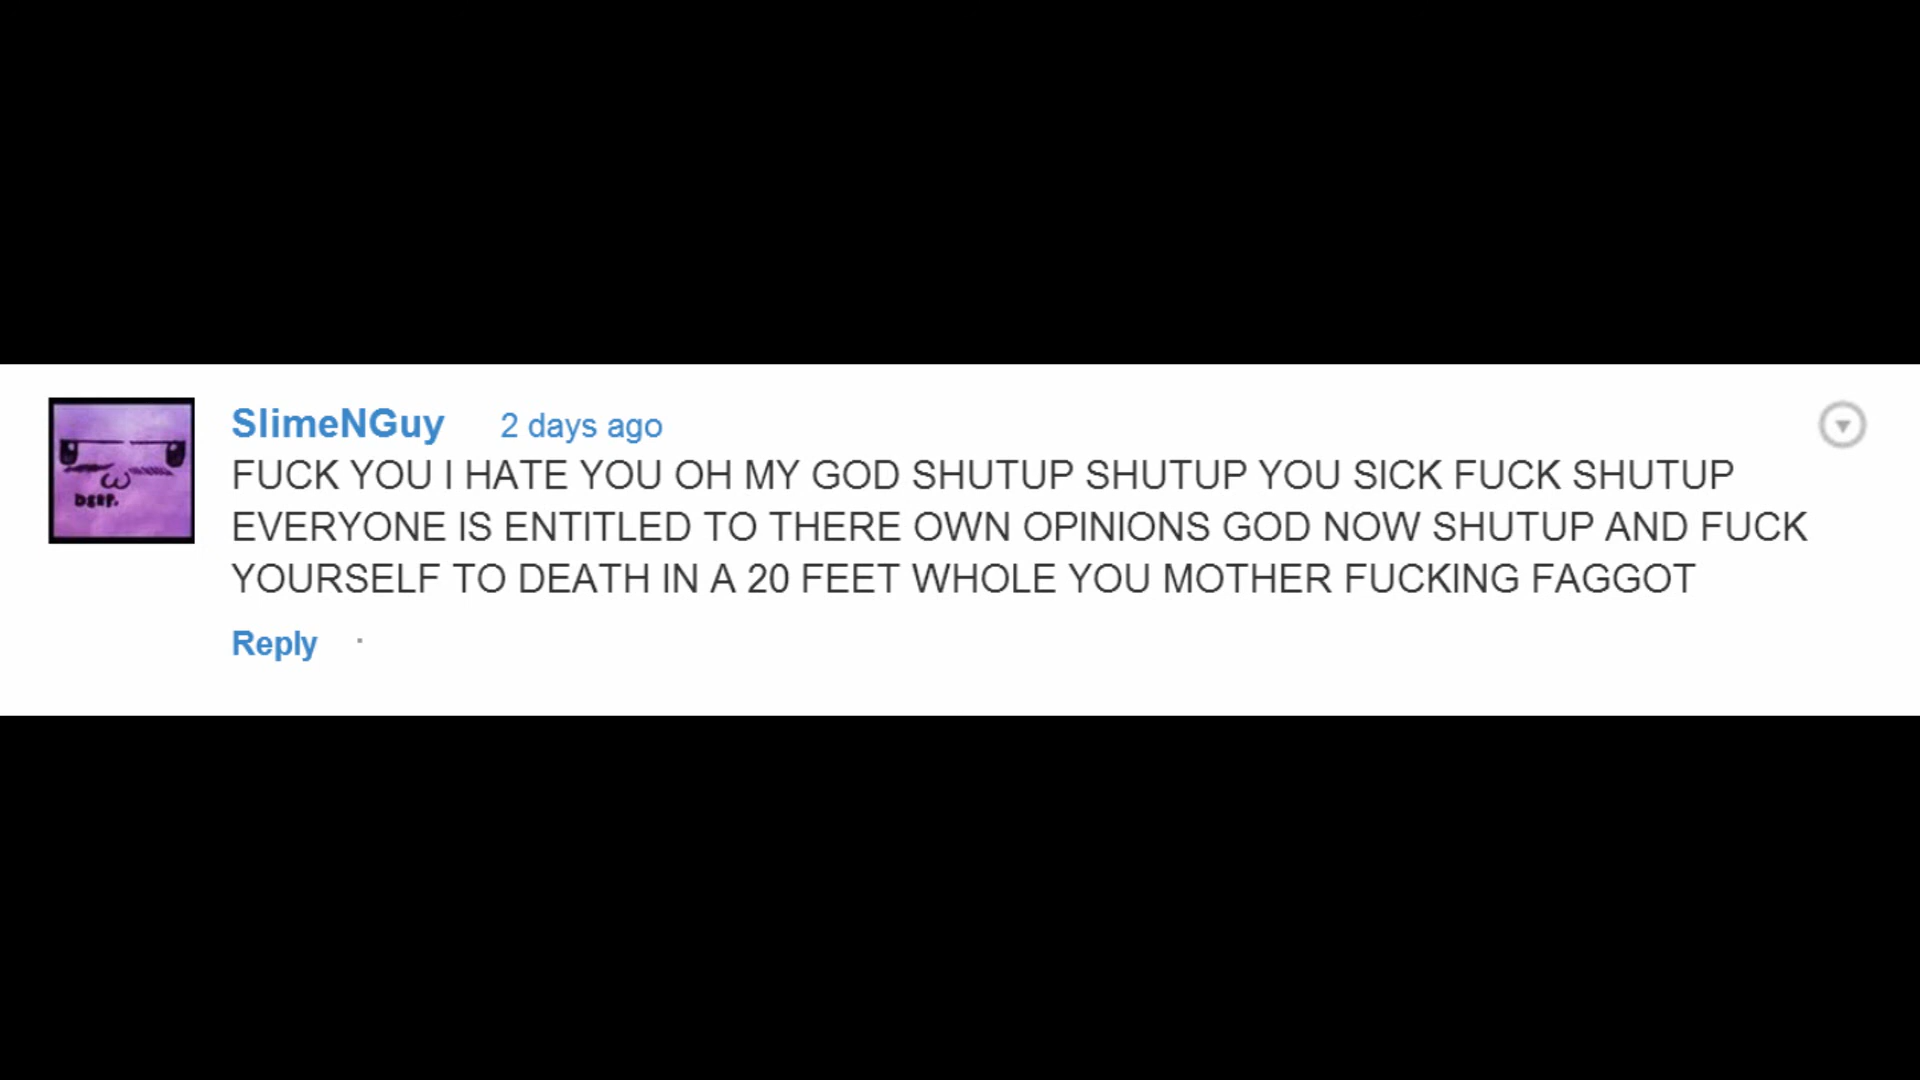 SlimeNGuy 2 days ago
FUCK YOU I HATE YOU OH MY GOD SHUTUP SHUTUP YOU SICK FUCK SHUTUP
EVERYONE IS ENTITLED TO THERE OWN OPINIONS GOD NOW SHUTUP AND FUCK
YOURSELF TO DEATH IN A 20 FEET WHOLE YOU MOTHER FUCKING FAGGOT
DERP.
Reply ·